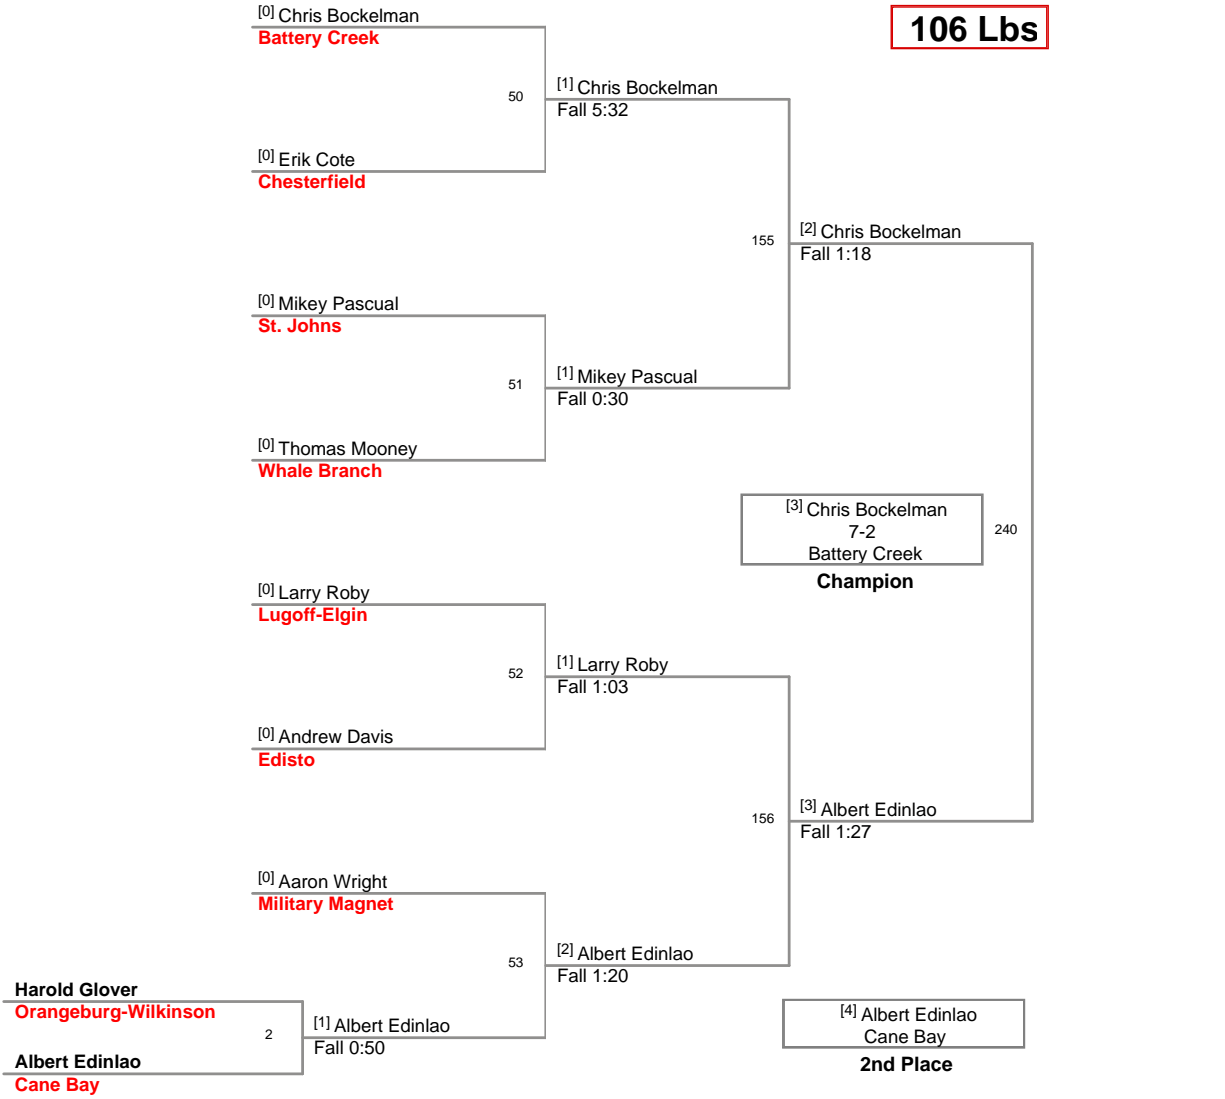 [0] Chris Bockelman
Battery Creek
106 Lbs
50
[1] Chris Bockelman
Fall 5:32
[0] Erik Cote
Chesterfield
155
[2] Chris Bockelman
Fall 1:18
[0] Mikey Pascual
St. Johns
51
[1] Mikey Pascual
Fall 0:30
[0] Thomas Mooney
Whale Branch
[3] Chris Bockelman
7-2
Battery Creek
240
Champion
[0] Larry Roby
Lugoff-Elgin
52
[1] Larry Roby
Fall 1:03
[0] Andrew Davis
Edisto
156
[3] Albert Edinlao
Fall 1:27
[0] Aaron Wright
Military Magnet
53
[2] Albert Edinlao
Fall 1:20
Harold Glover
Orangeburg-Wilkinson
2
[1] Albert Edinlao
Fall 0:50
Albert Edinlao
Cane Bay
[4] Albert Edinlao
Cane Bay
2nd Place